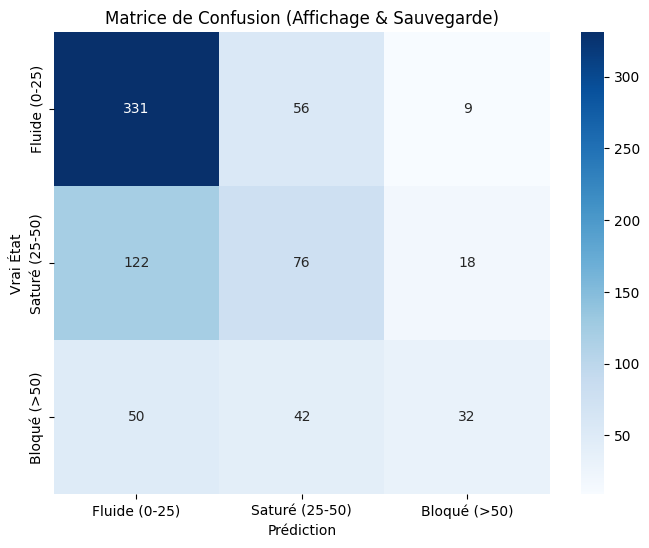 Matrice de Confusion (Affichage & Sauvegarde)
Vrai État
Fluide (0-25)
331 56 9
Saturé (25-50)
122 76 18
Bloqué (>50)
50 42 32
Fluide (0-25) Saturé (25-50) Bloqué (>50)
Prédiction
300
250
200
150
100
50